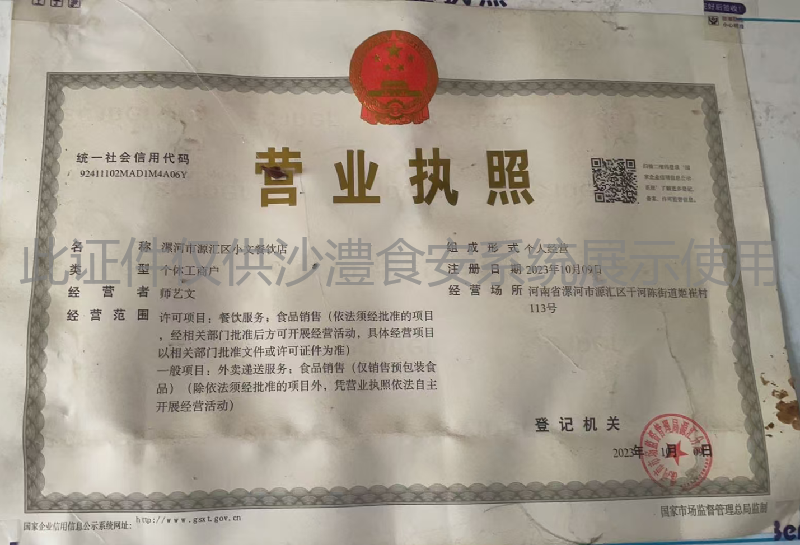 统一社会信用代码
92411102MAD1M4A06Y
营业执照
名称 漯河市源汇区小文餐饮店
类型 个体工商户
经营者 师艺文
经营范围 许可项目：餐饮服务；食品销售（依法须经批准的项目
，经相关部门批准后方可开展经营活动，具体经营项目
以相关部门批准文件或许可证件为准）
一般项目：外卖递送服务；食品销售（仅销售预包装食
品）（除依法须经批准的项目外，凭营业执照依法自主
开展经营活动）
组成形式 个人经营
注册日期 2023年10月09日
经营场所 河南省漯河市源汇区干河陈街道姬崔村
113号
此证件仅供沙澧食安系统展示使用
登记机关
2023年 10月 09日
国家企业信用信息公示系统网址：http://www.gsxt.gov.cn
国家市场监督管理总局监制